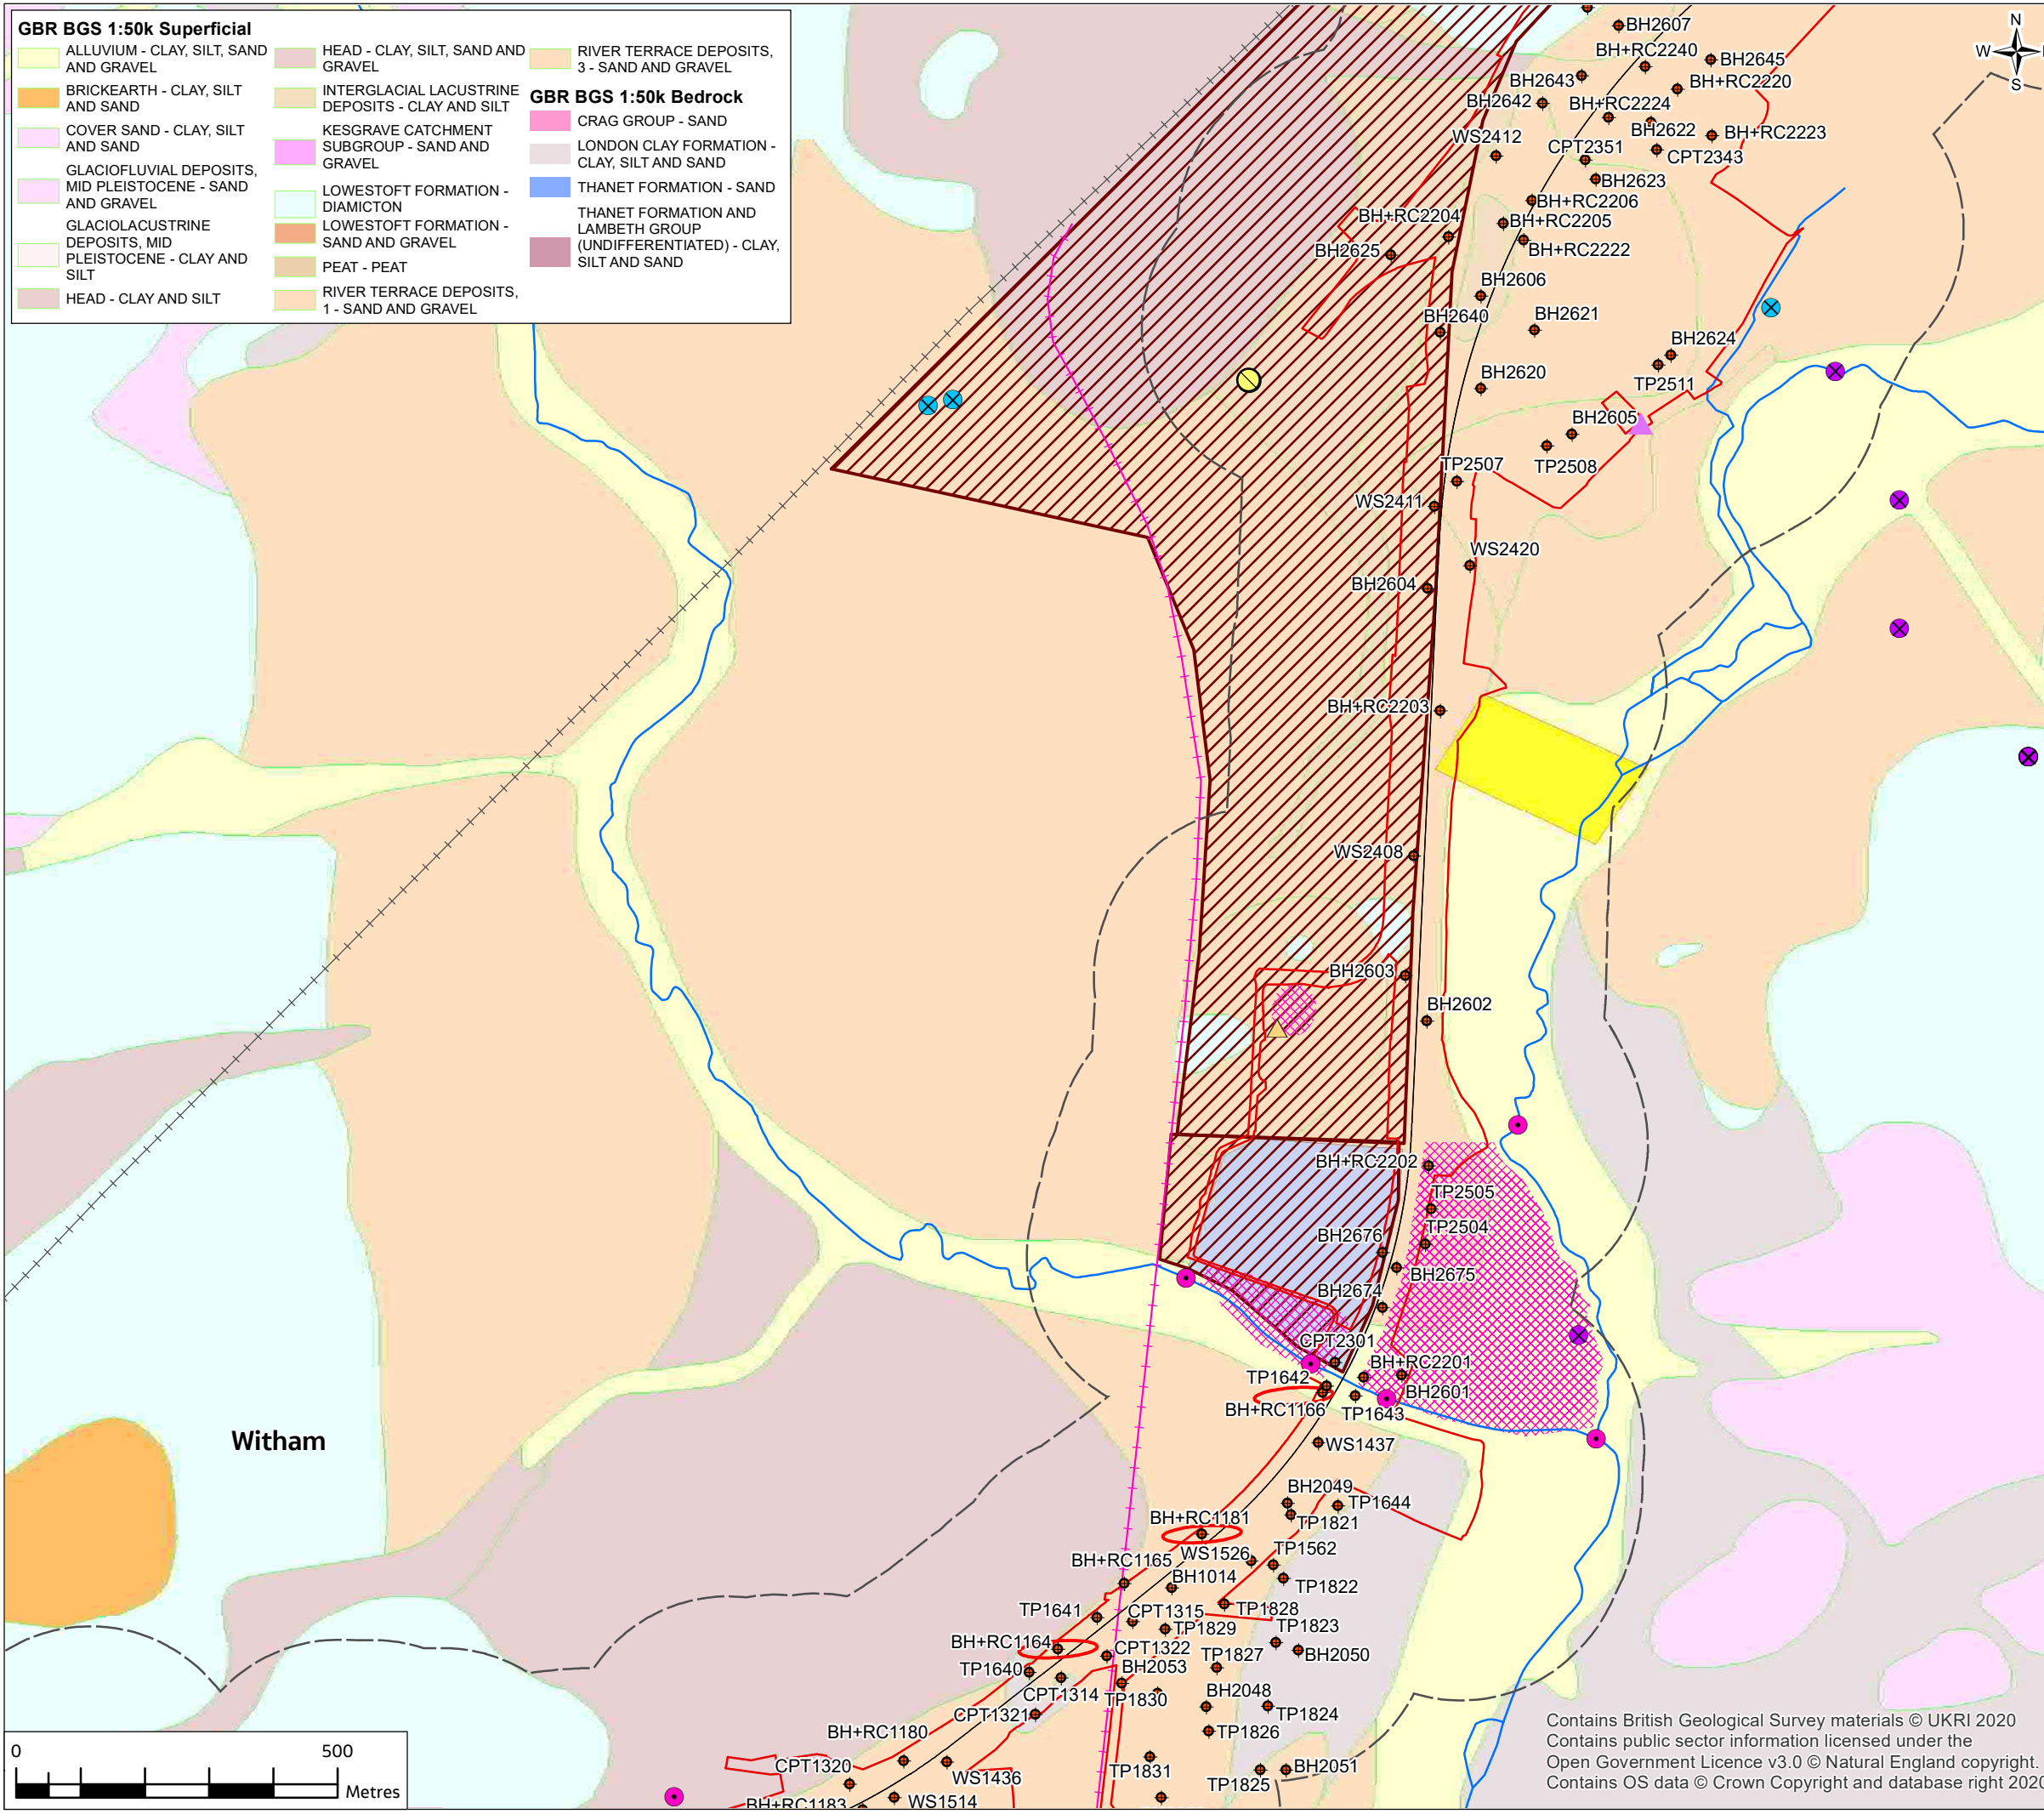 GBR BGS 1:50k Superficial
ALLUVIUM - CLAY, SILT, SAND
AND GRAVEL
BRICKEARTH - CLAY, SILT
AND SAND
COVER SAND - CLAY, SILT
AND SAND
GLACIOFLUVIAL DEPOSITS,
MID PLEISTOCENE - SAND
AND GRAVEL
GLACIOLACUSTRINE
DEPOSITS, MID
PLEISTOCENE - CLAY AND
SILT
HEAD - CLAY AND SILT
HEAD - CLAY, SILT, SAND AND
GRAVEL
INTERGLACIAL LACUSTRINE
DEPOSITS - CLAY AND SILT
KESGRAVE CATCHMENT
SUBGROUP - SAND AND
GRAVEL
LOWESTOFT FORMATION -
DIAMICTON
LOWESTOFT FORMATION -
SAND AND GRAVEL
PEAT - PEAT
RIVER TERRACE DEPOSITS,
1 - SAND AND GRAVEL
RIVER TERRACE DEPOSITS,
3 - SAND AND GRAVEL
GBR BGS 1:50k Bedrock
CRAG GROUP - SAND
LONDON CLAY FORMATION -
CLAY, SILT AND SAND
THANET FORMATION - SAND
THANET FORMATION AND
LAMBETH GROUP
(UNDIFFERENTIATED) - CLAY,
SILT AND SAND
N
W
S
BH2607
BH+RC2240
BH2645
BH2643
BH+RC2220
BH2642
BH+RC2224
BH2622
BH+RC2223
WS2412
CPT2351
CPT2343
BH2623
BH+RC2206
BH+RC2204
BH+RC2205
BH2625
BH+RC2222
BH2606
BH2640
BH2621
BH2624
BH2620
TP2511
BH2605
TP2507
TP2508
WS2411
WS2420
BH2604
BH+RC2203
WS2408
BH2603
BH2602
BH+RC2202
TP2505
TP2504
BH2676
BH2675
BH2674
CPT2301
BH+RC2201
TP1642
BH2601
BH+RC1166
TP1643
WS1437
Witham
BH2049
TP1644
BH+RC1181
TP1821
WS1526
TP1562
BH+RC1165
BH1014
TP1822
TP1641
CPT1315
TP1828
TP1829
TP1823
BH+RC1164
CPT1322
BH2050
TP1640
BH2053
TP1827
CPT1314
TP1830
BH2048
TP1824
CPT1321
TP1826
BH+RC1180
CPT1320
WS1436
TP1831
TP1825
BH2051
BH+RC1183
WS1514
0
500
Metres
Contains British Geological Survey materials © UKRI 2020
Contains public sector information licensed under the
Open Government Licence v3.0 © Natural England copyright.
Contains OS data © Crown Copyright and database right 2020